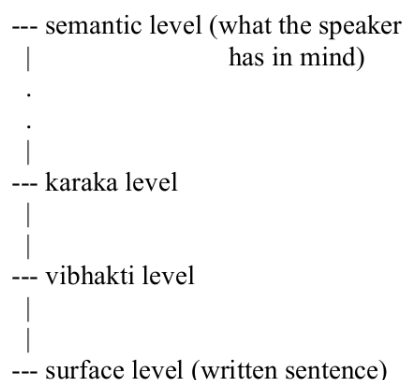 --- semantic level (what the speaker
| has in mind)
.
.
|
--- karaka level
|
|
--- vibhakti level
|
|
--- surface level (written sentence)